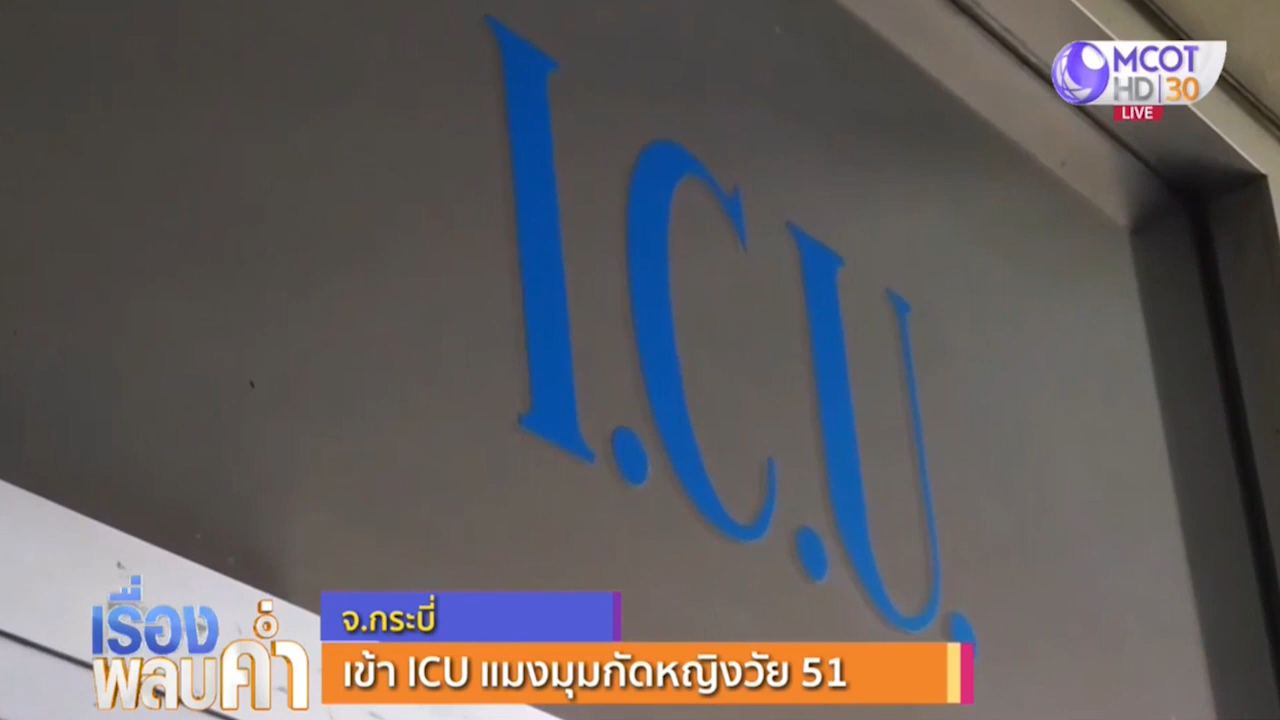 MCOT
HD 30
LIVE
I.C.U.
เรื่อง
พลบค่ำ
จ.กระบี่
เข้า ICU แมงมุมกัดหญิงวัย 51